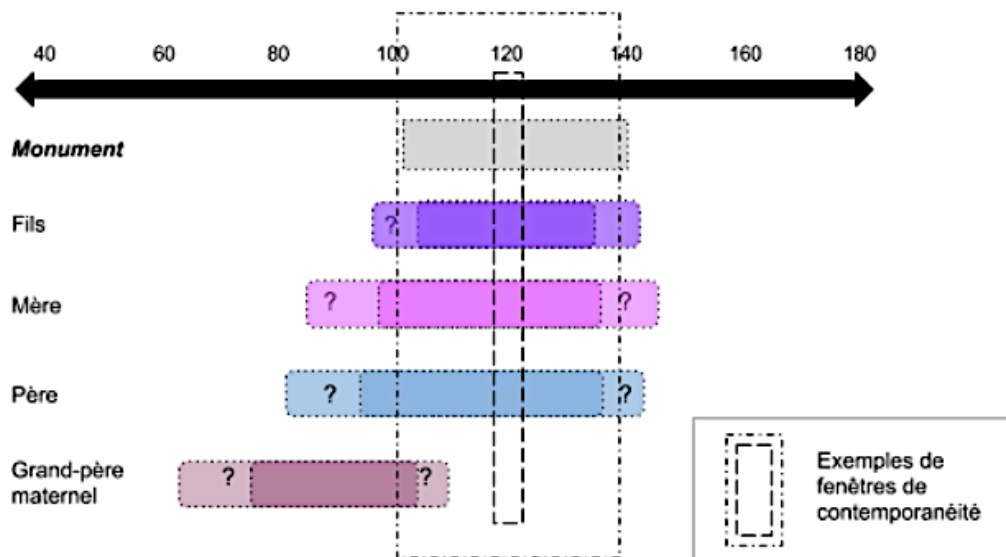 40 60 80 100 120 140 160 180
Monument
Fils
?
Mère
? ?
Père
? ?
Grand-père
maternel
? ?
Exemples de
fenêtres de
contemporanéité